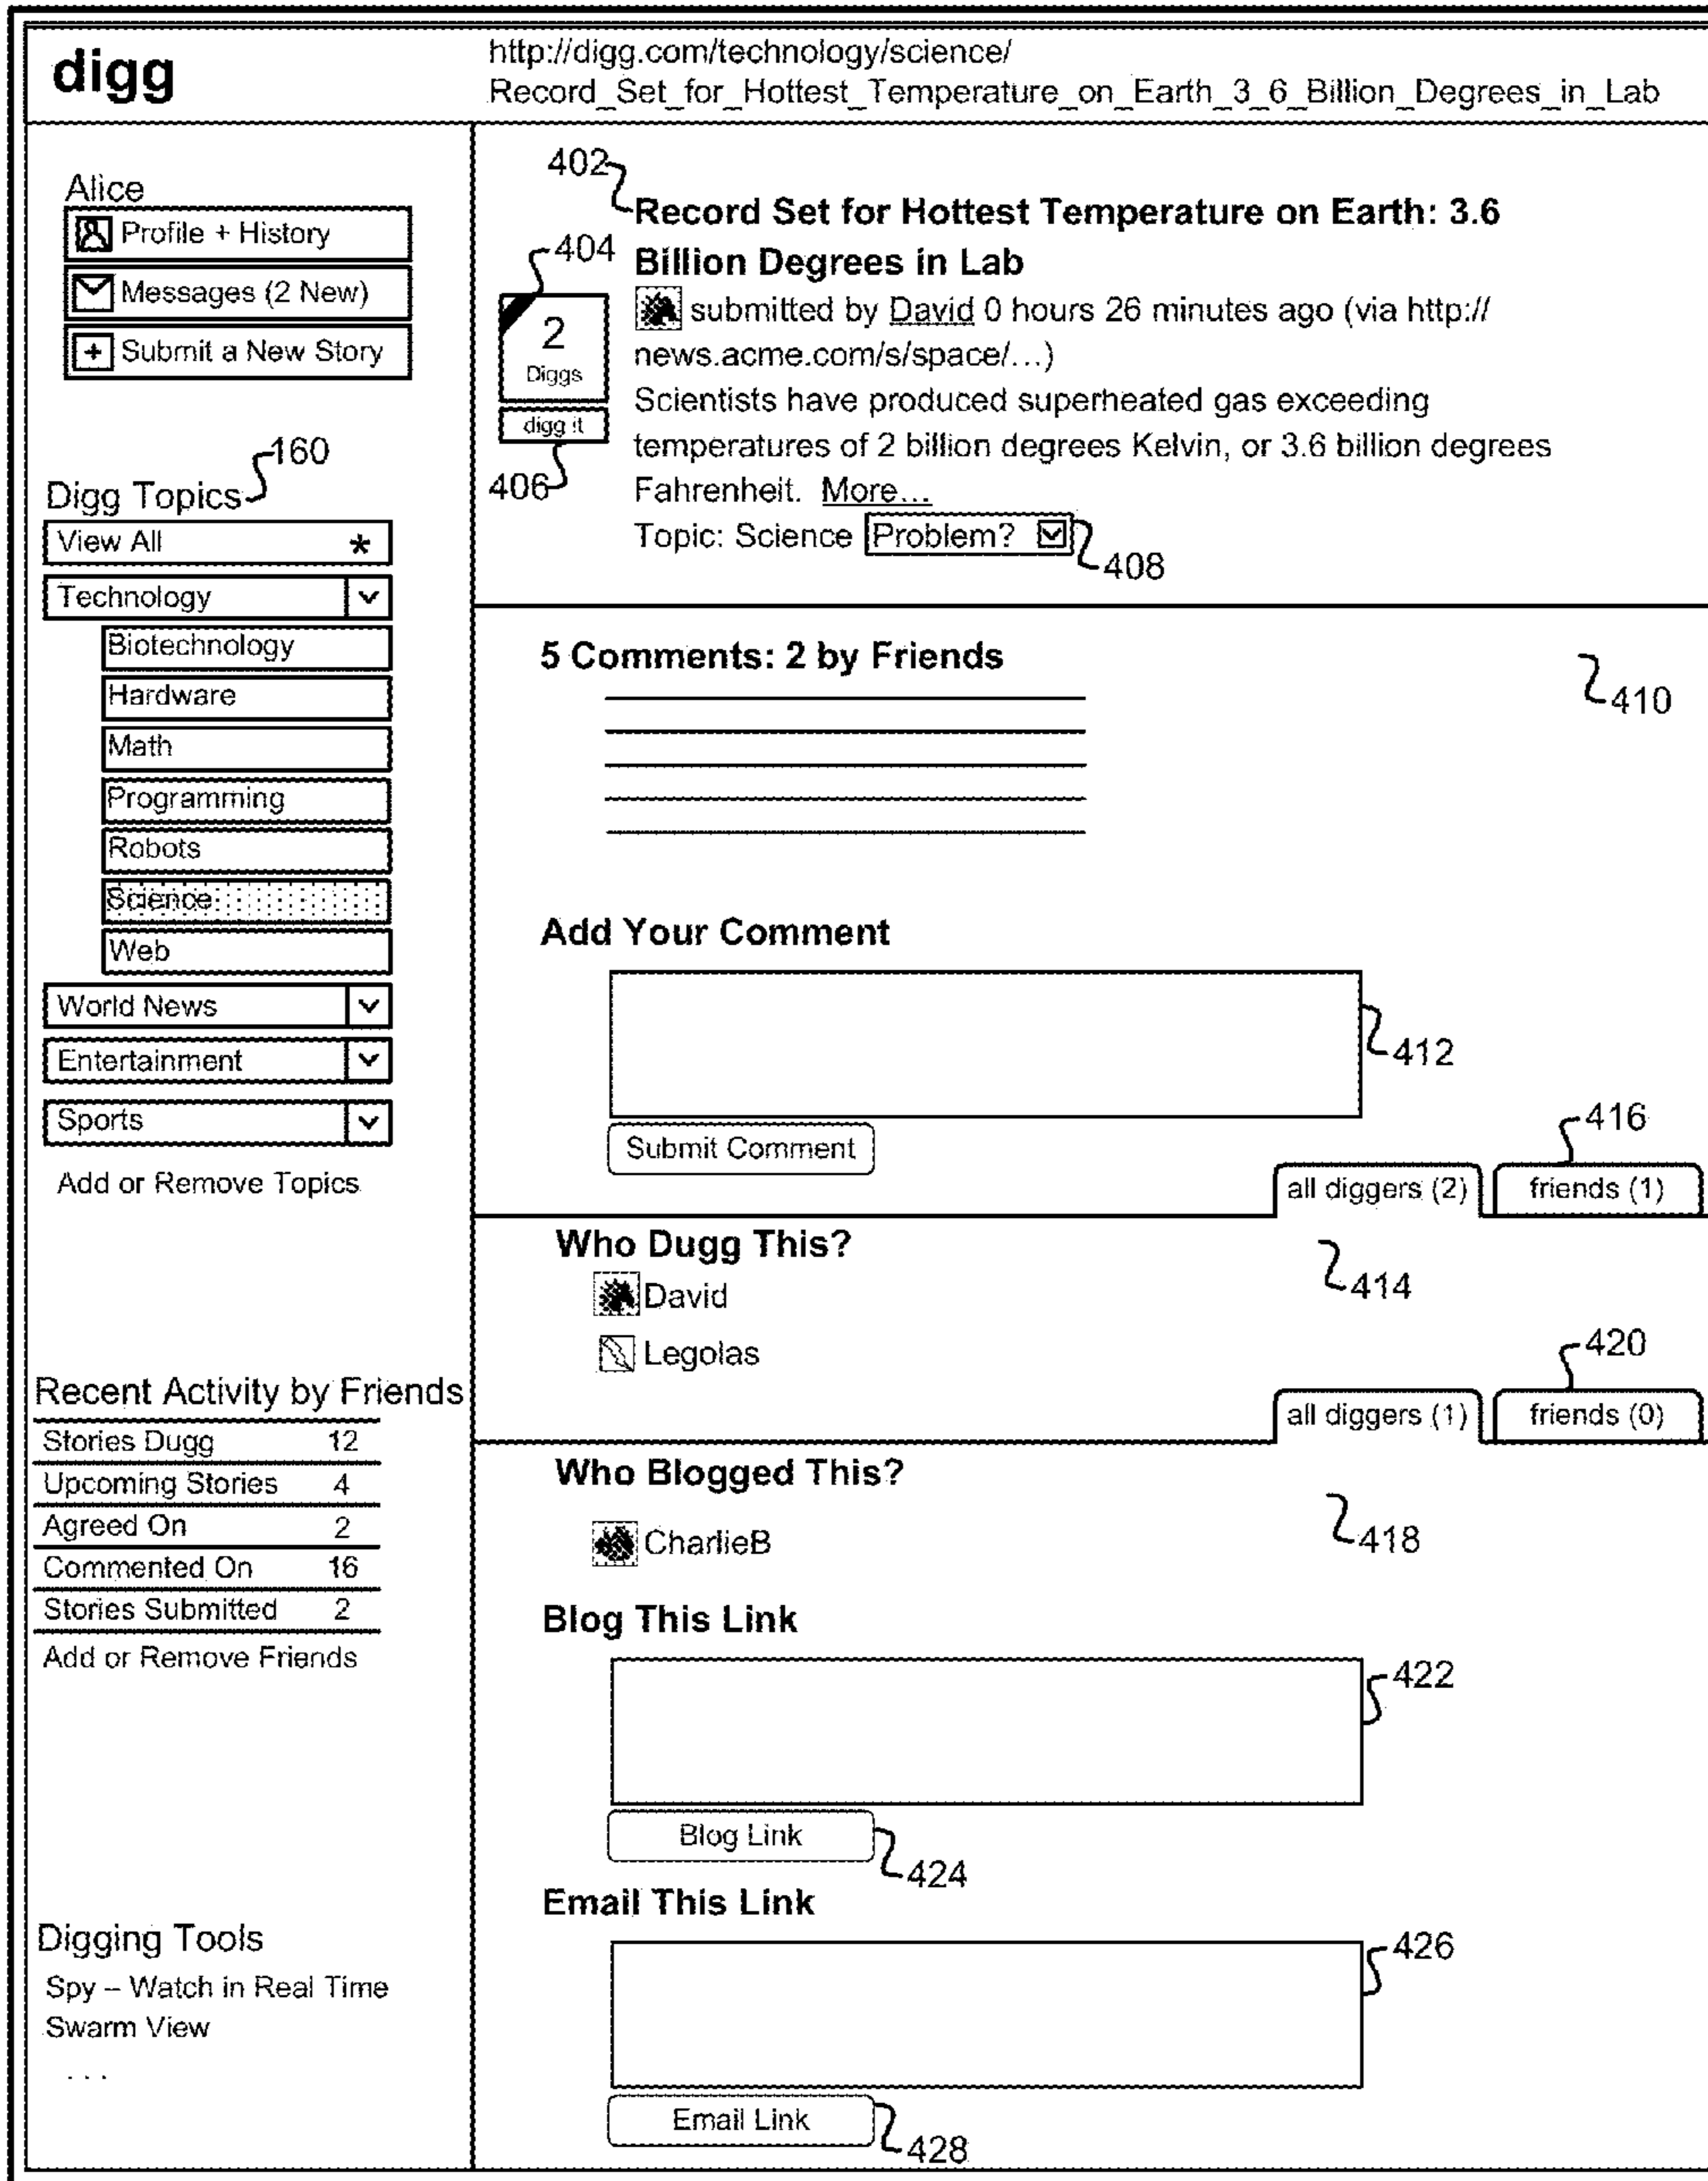 digg
http://digg.com/technology/science/
Record_Set_for_Hottest_Temperature_on_Earth_3_6_Billion_Degrees_in_Lab
Alice
Profile + History
Messages (2 New)
+ Submit a New Story
160
Digg Topics
View All *
Technology
Biotechnology
Hardware
Math
Programming
Robots
Science
Web
World News
Entertainment
Sports
Add or Remove Topics
Recent Activity by Friends
Stories Dugg 12
Upcoming Stories 4
Agreed On 2
Commented On 16
Stories Submitted 2
Add or Remove Friends
Digging Tools
Spy – Watch in Real Time
Swarm View
. . .
402
Record Set for Hottest Temperature on Earth: 3.6
Billion Degrees in Lab
404
2
Diggs
digg it
406
submitted by David 0 hours 26 minutes ago (via http://
news.acme.com/s/space/...)
Scientists have produced superheated gas exceeding
temperatures of 2 billion degrees Kelvin, or 3.6 billion degrees
Fahrenheit. More...
Topic: Science Problem?
408
5 Comments: 2 by Friends
410
Add Your Comment
412
Submit Comment
416
all diggers (2) friends (1)
Who Dugg This?
414
David
Legolas
420
all diggers (1) friends (0)
Who Blogged This?
418
CharlieB
Blog This Link
422
Blog Link
424
Email This Link
426
Email Link
428